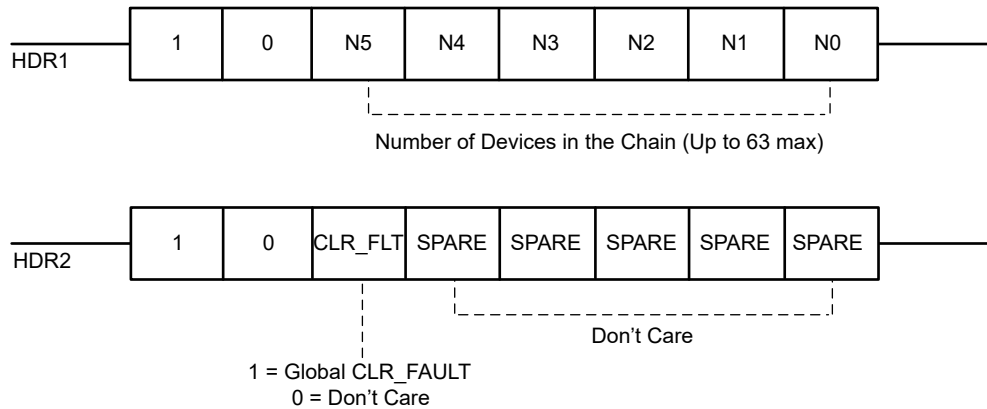 HDR1
1 0 N5 N4 N3 N2 N1 N0
Number of Devices in the Chain (Up to 63 max)
HDR2
1 0 CLR_FLT SPARE SPARE SPARE SPARE SPARE
Don't Care
1 = Global CLR_FAULT
0 = Don't Care